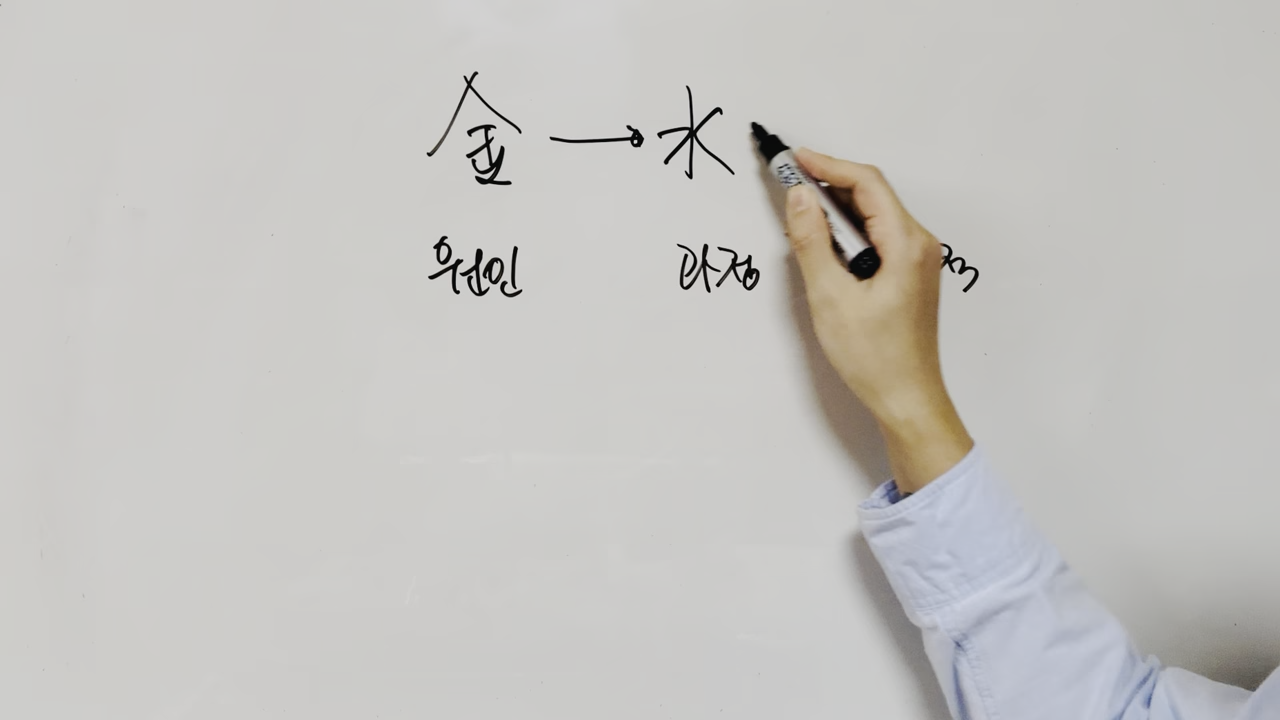 金 → 水
원인 과정